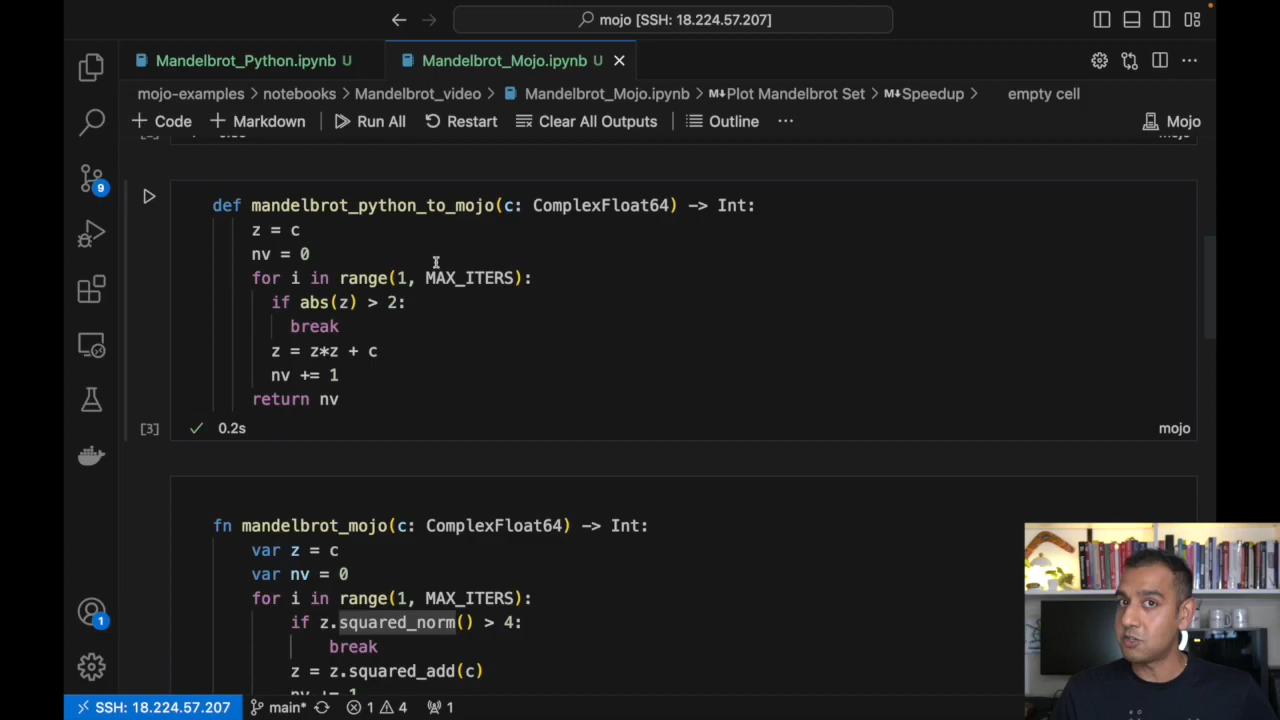 mojo [SSH: 18.224.57.207]
Mandelbrot_Python.ipynb U
Mandelbrot_Mojo.ipynb U
mojo-examples > notebooks > Mandelbrot_video > Mandelbrot_Mojo.ipynb > M↓Plot Mandelbrot Set > M↓Speedup > empty cell
+ Code + Markdown Run All Restart Clear All Outputs Outline ··· Mojo
9
def mandelbrot_python_to_mojo(c: ComplexFloat64) -> Int:
z = c
nv = 0
for i in range(1, MAX_ITERS):
if abs(z) > 2:
break
z = z*z + c
nv += 1
return nv
[3] 0.2s mojo
fn mandelbrot_mojo(c: ComplexFloat64) -> Int:
var z = c
var nv = 0
for i in range(1, MAX_ITERS):
if z.squared_norm() > 4:
break
z = z.squared_add(c)
nv += 1
1
SSH: 18.224.57.207 main* 1 4 1